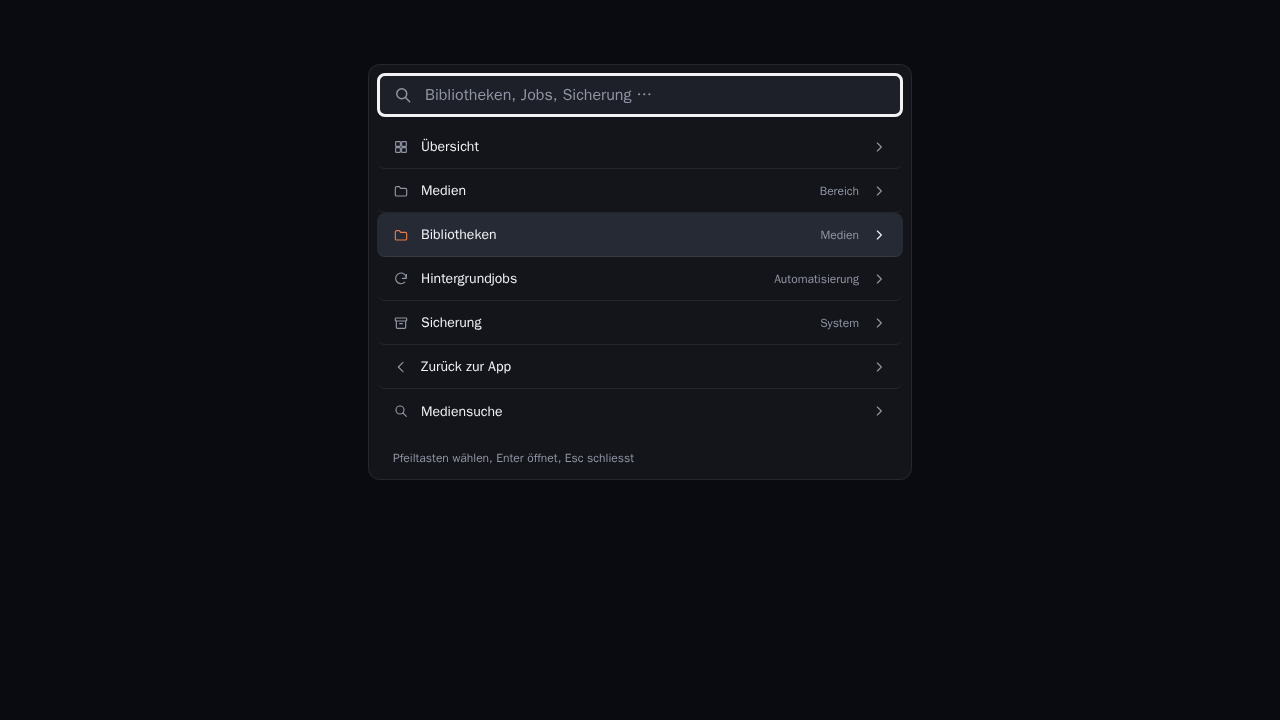 Bibliotheken, Jobs, Sicherung …
Übersicht
Medien Bereich
Bibliotheken Medien
Hintergrundjobs Automatisierung
Sicherung System
Zurück zur App
Mediensuche
Pfeiltasten wählen, Enter öffnet, Esc schliesst